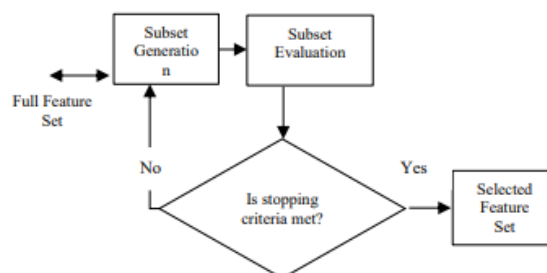 Subset
Generatio
n
Subset
Evaluation
Full Feature
Set
No
Yes
Is stopping
criteria met?
Selected
Feature
Set